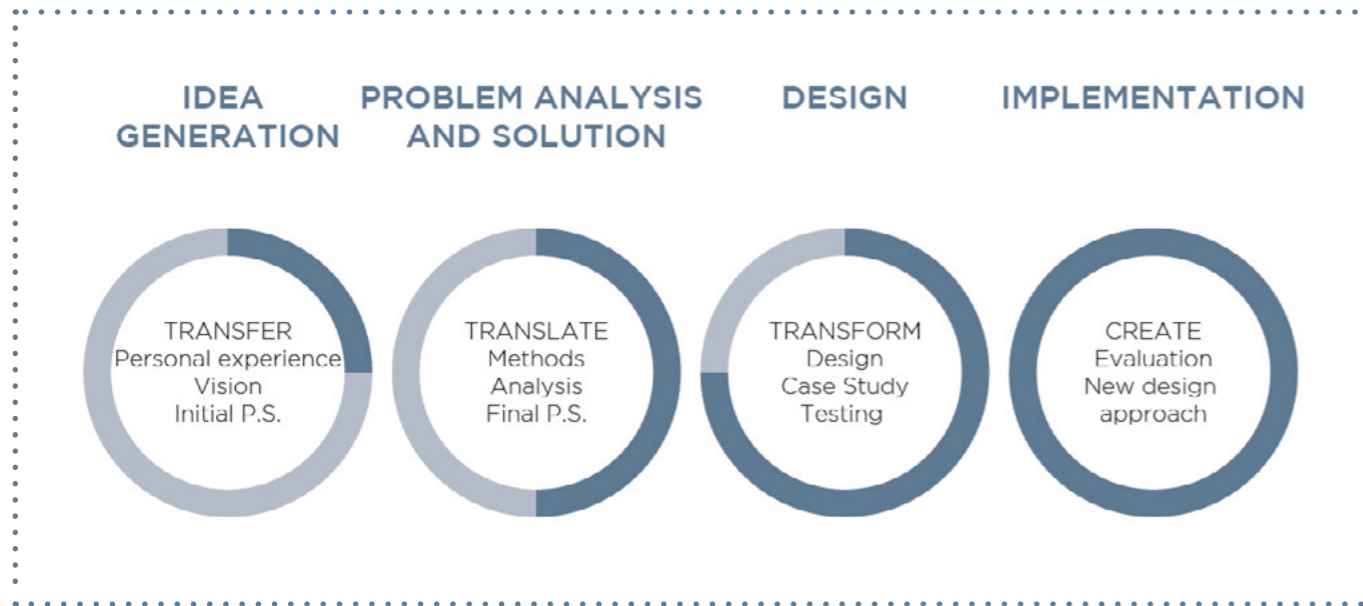 IDEA
GENERATION
PROBLEM ANALYSIS
AND SOLUTION
DESIGN
IMPLEMENTATION
TRANSFER
Personal experience
Vision
Initial P.S.
TRANSLATE
Methods
Analysis
Final P.S.
TRANSFORM
Design
Case Study
Testing
CREATE
Evaluation
New design
approach